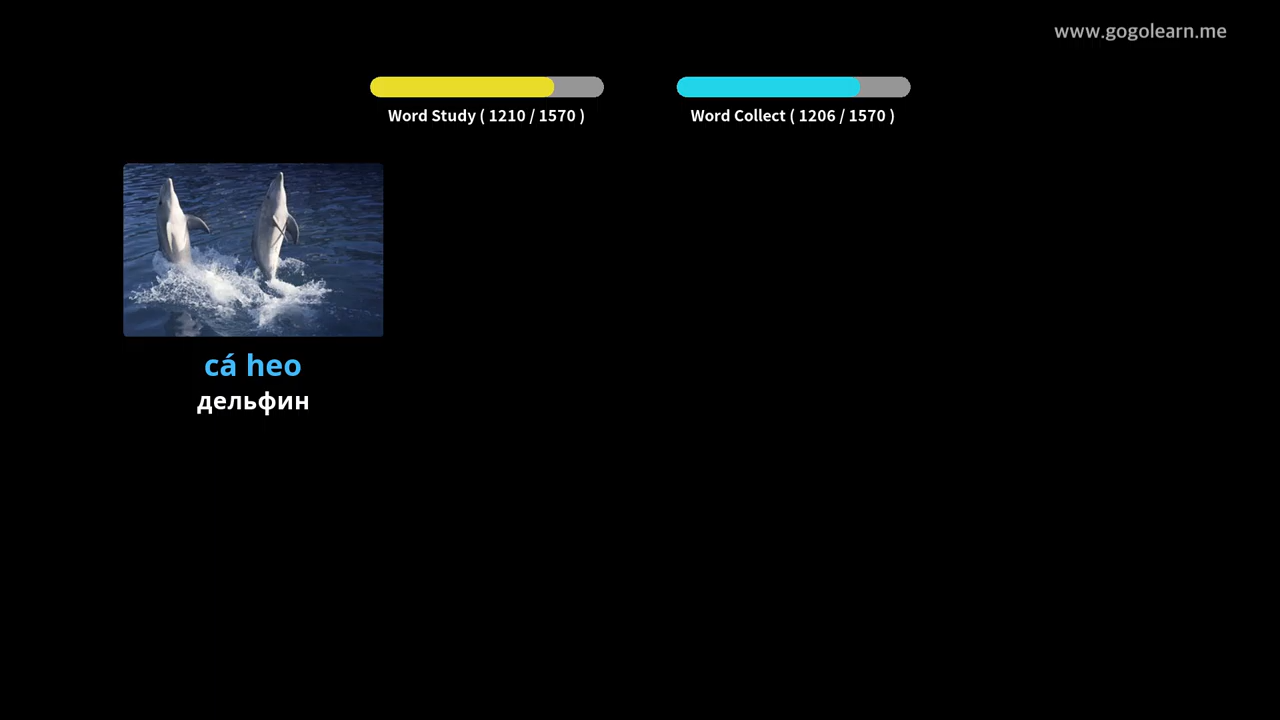 www.gogolearn.me
Word Study ( 1210 / 1570 )
Word Collect ( 1206 / 1570 )
cá heo
дельфин